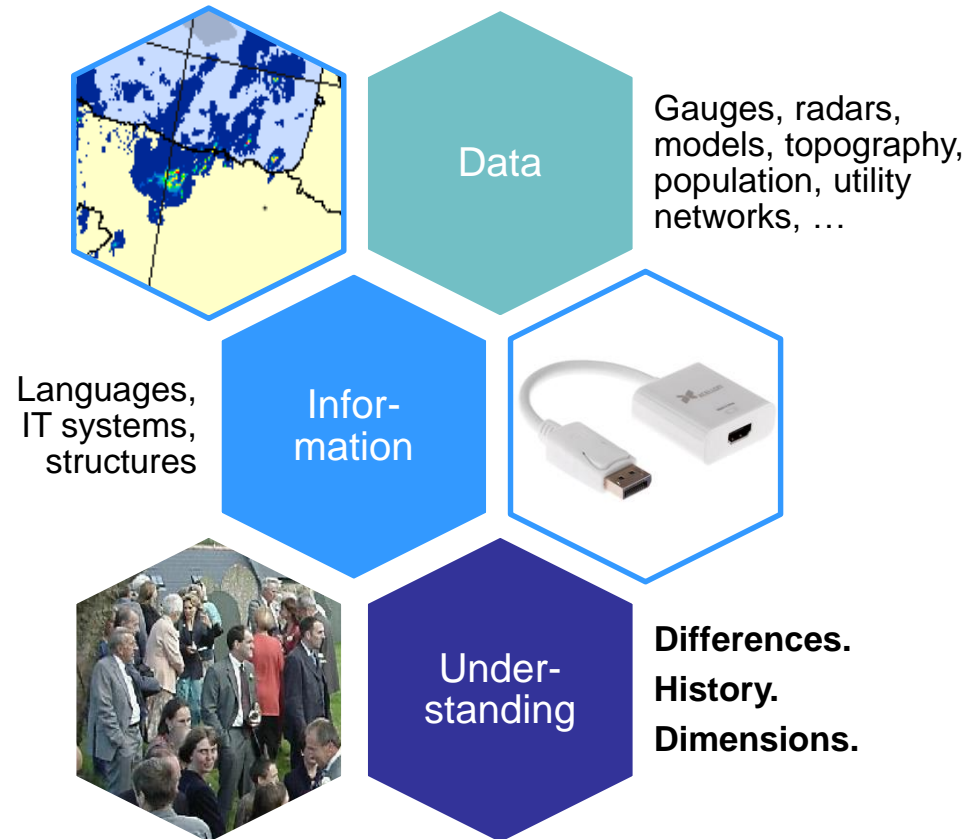 Data
Gauges, radars,
models, topography,
population, utility
networks, …
Languages,
IT systems,
structures
Infor-
mation
Under-
standing
Differences.
History.
Dimensions.